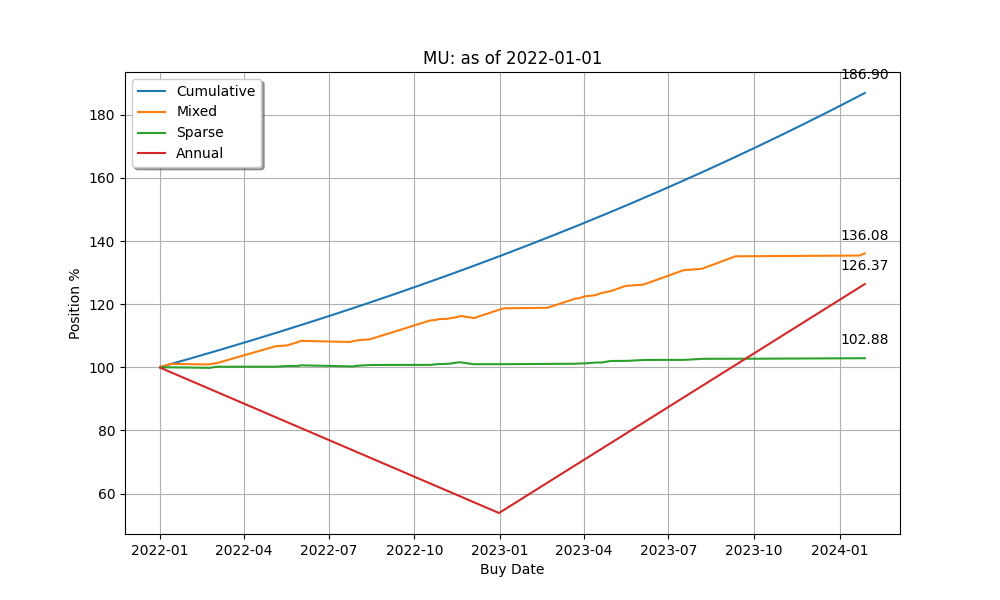 MU: as of 2022-01-01
186.90
Cumulative
Mixed
Sparse
Annual
180
160
140
120
100
80
60
136.08
126.37
102.88
Position %
2022-01 2022-04 2022-07 2022-10 2023-01 2023-04 2023-07 2023-10 2024-01
Buy Date